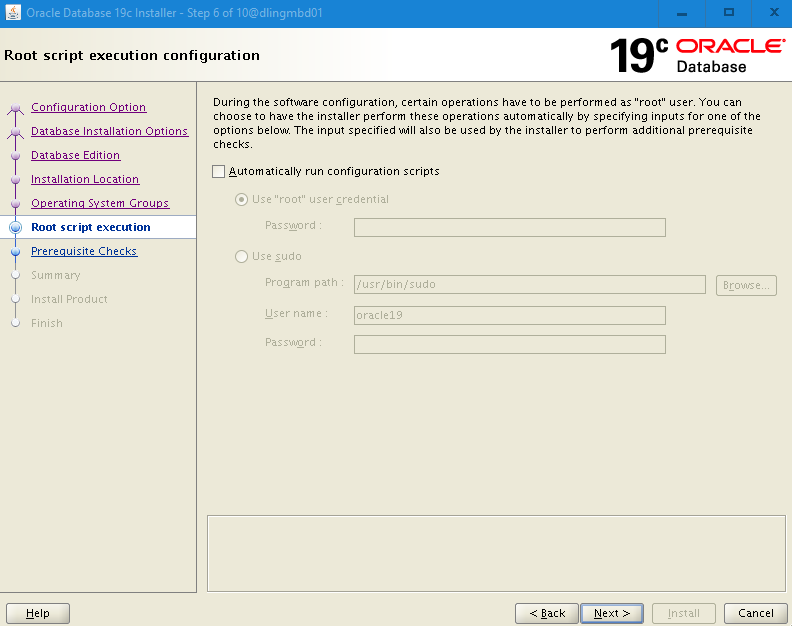 Oracle Database 19c Installer - Step 6 of 10@dlingmbd01
Root script execution configuration
19c ORACLE
Database
Configuration Option
Database Installation Options
Database Edition
Installation Location
Operating System Groups
Root script execution
Prerequisite Checks
Summary
Install Product
Finish
During the software configuration, certain operations have to be performed as "root" user. You can
choose to have the installer perform these operations automatically by specifying inputs for one of the
options below. The input specified will also be used by the installer to perform additional prerequisite
checks.
Automatically run configuration scripts
Use "root" user credential
Password :
Use sudo
Program path : /usr/bin/sudo Browse...
User name : oracle19
Password :
Help < Back Next > Install Cancel